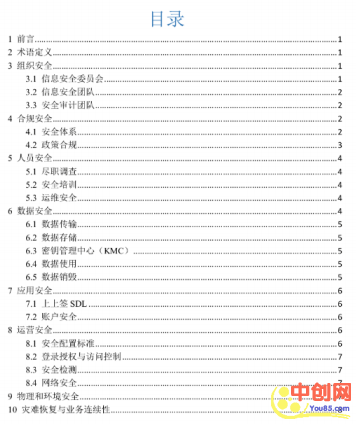 目录
1 前言........1
2 术语定义........1
3 组织安全........1
3.1 信息安全委员会........1
3.2 信息安全团队........2
3.3 安全审计团队........2
4 合规安全........2
4.1 安全体系........2
4.2 政策合规........3
5 人员安全........4
5.1 尽职调查........4
5.2 安全培训........4
5.3 运维安全........4
6 数据安全........4
6.1 数据传输........5
6.2 数据存储........5
6.3 密钥管理中心（KMC）........5
6.4 数据使用........5
6.5 数据销毁........5
7 应用安全........6
7.1 上上签 SDL........6
7.2 账户安全........6
8 运营安全........6
8.1 安全配置标准........6
8.2 登录授权与访问控制........7
8.3 安全检测........7
8.4 网络安全........7
9 物理和环境安全........
10 灾难恢复与业务连续性........
中创网
You85.com